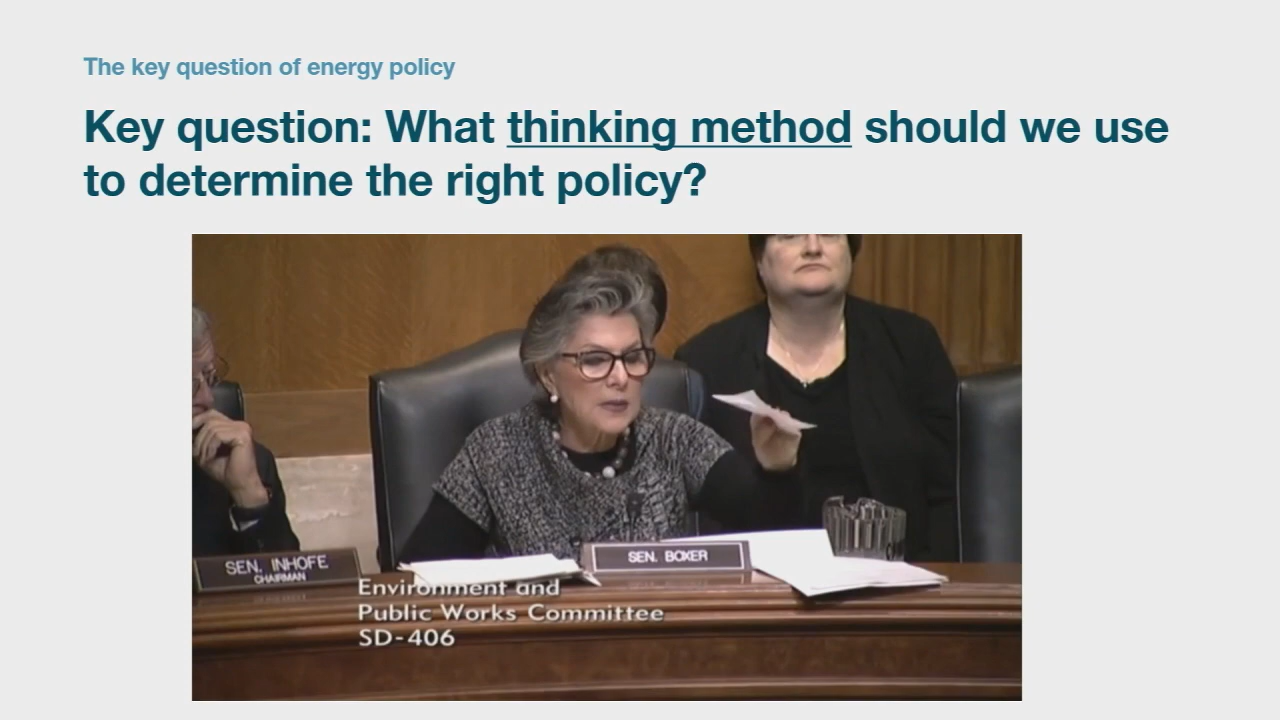 The key question of energy policy
Key question: What thinking method should we use
to determine the right policy?
SEN. INHOFE
CHAIRMAN
SEN. BOXER
Environment and
Public Works Committee
SD-406